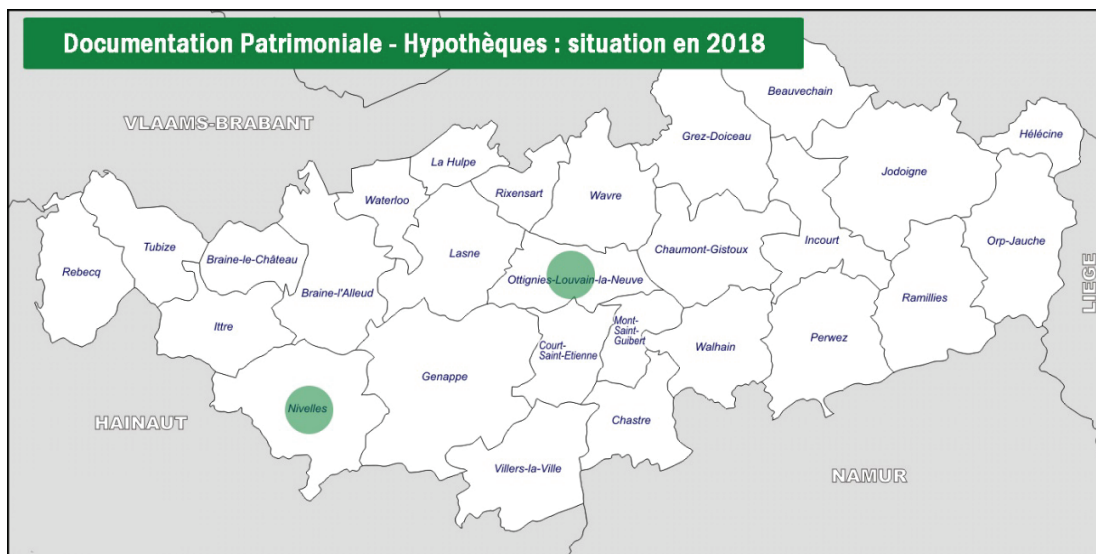 Documentation Patrimoniale - Hypothèques : situation en 2018
Beauvechain
VLAAMS-BRABANT
Grez-Doiceau
Hélécine
La Hulpe
Jodoigne
Rixensart
Wavre
Waterloo
Tubize
Braine-le-Château
Lasne
Chaumont-Gistoux
Incourt
Orp-Jauche
Rebecq
Ottignies-Louvain-la-Neuve
LIEGE
Braine-l'Alleud
Ramillies
Ittre
Mont-
Saint-
Guibert
Court-
Saint-Etienne
Walhain
Perwez
Genappe
Nivelles
HAINAUT
Chastre
Villers-la-Ville
NAMUR